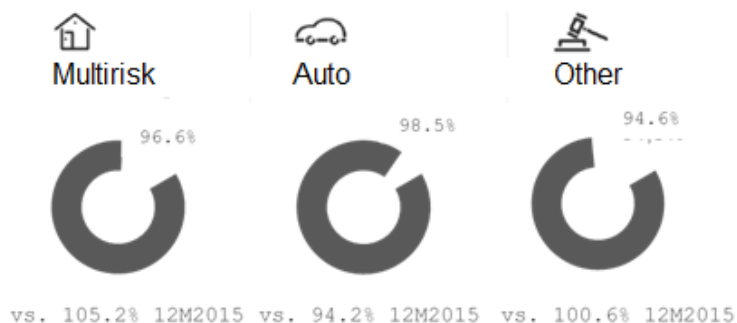 Multirisk Auto Other
96.6% 98.5% 94.6%
vs. 105.2% 12M2015 vs. 94.2% 12M2015 vs. 100.6% 12M2015